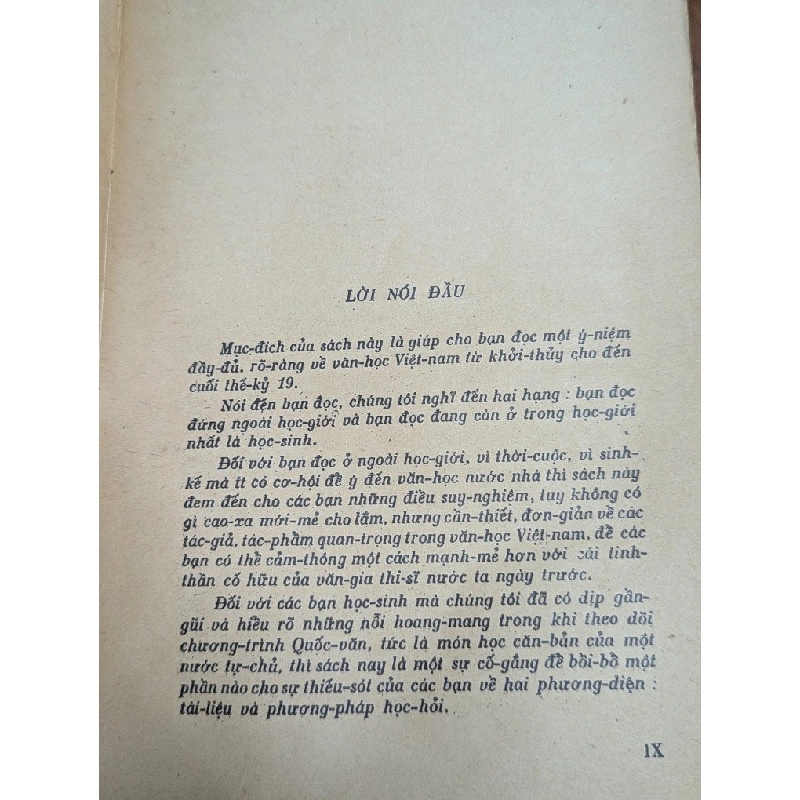 LỜI NÓI ĐẦU
Mục-đích của sách này là giúp cho bạn đọc một ý-niệm
đầy-đủ, rõ-ràng về văn-học Việt-nam từ khởi-thủy cho đến
cuối thế-kỷ 19.
Nói đến bạn đọc, chúng tôi nghĩ đến hai hạng : bạn đọc
đứng ngoài học-giới và bạn đọc đang còn ở trong học-giới
nhất là học-sinh.
Đối với bạn đọc ở ngoài học-giới, vì thời-cuộc, vì sinh-
kế mà ít có cơ-hội để ý đến văn-học nước nhà thì sách này
đem đến cho các bạn những điều suy-nghiệm, tuy không có
gì cao-xa mới-mẻ cho lắm, nhưng cần-thiết, đơn-giản về các
tác-giả, tác-phẩm quan-trọng trong văn-học Việt-nam, để các
bạn có thể cảm-thông một cách mạnh-mẽ hơn với cái tinh-
thần cố hữu của văn-gia thi-sĩ nước ta ngày trước.
Đối với các bạn học-sinh mà chúng tôi đã có dịp gần-
gũi và hiểu rõ những nỗi hoang-mang trong khi theo dõi
chương-trình Quốc-văn, tức là món học căn-bản của một
nước tự-chủ, thì sách nay là một sự cố-gắng để bồi-bổ một
phần nào cho sự thiếu-sót của các bạn về hai phương-diện :
tài-liệu và phương-pháp học-hỏi.
IX